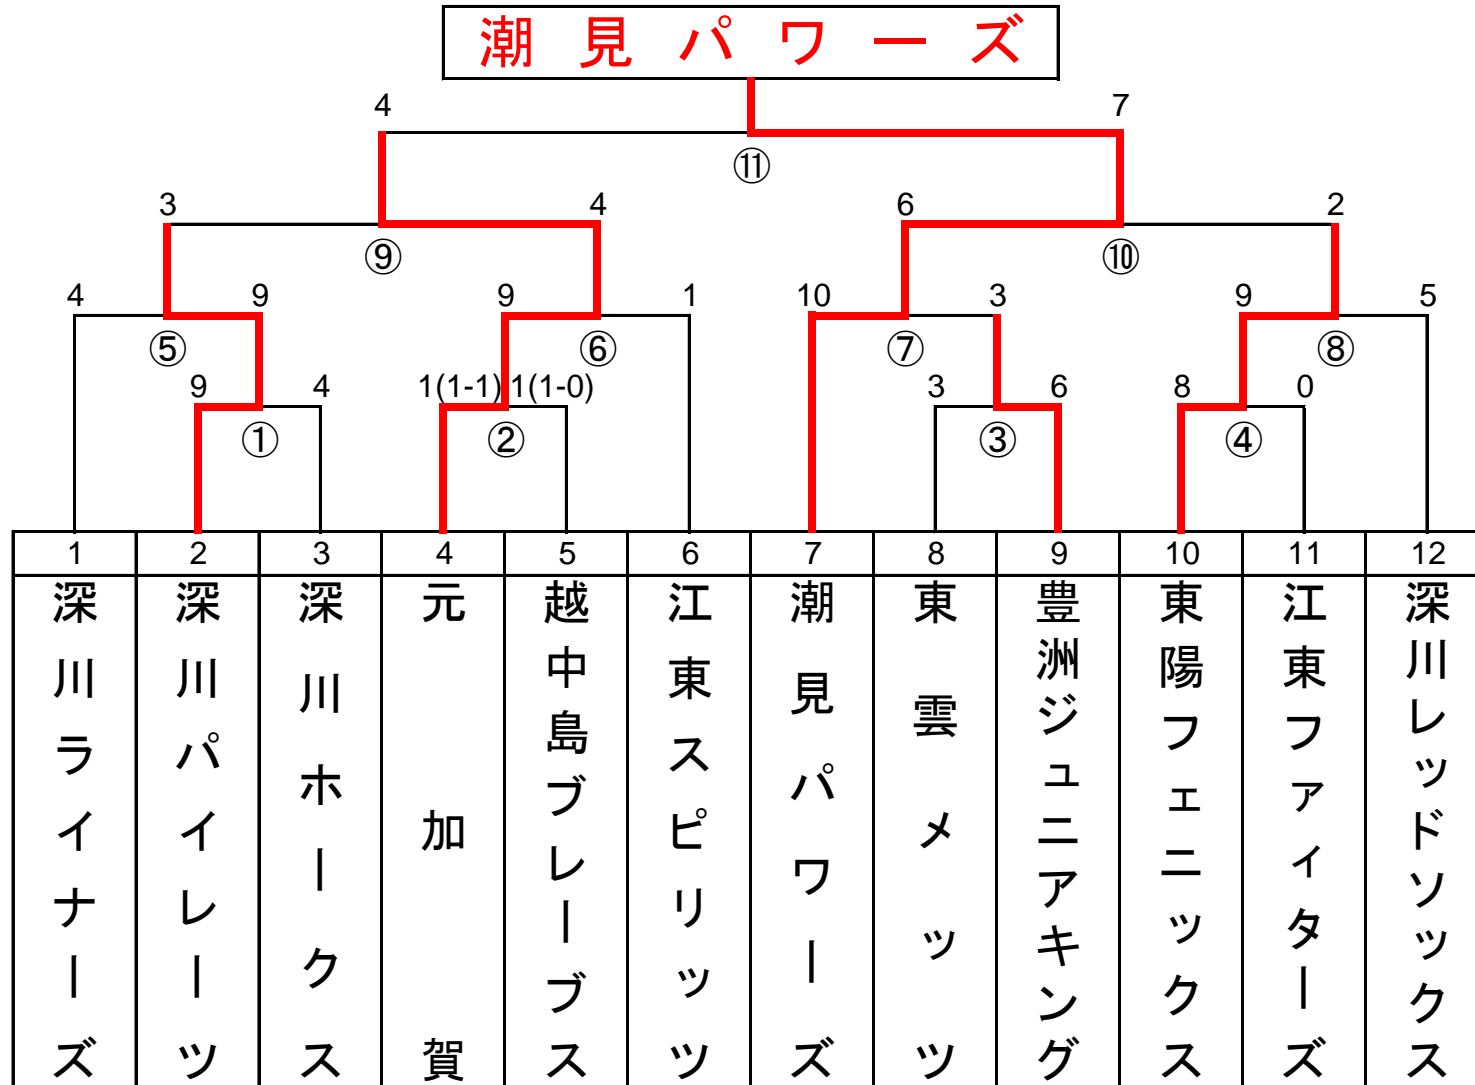 潮見パワーズ
4 7
⑪
3 4 6 2
⑨ ⑩
4 9 9 1 10 3 9 5
⑤ ⑥ ⑦ ⑧
9 4 1(1-1) 1(1-0) 3 6 8 0
① ② ③ ④
1 2 3 4 5 6 7 8 9 10 11 12
深川ライナーズ
深川パイレーツ
深川ホークス
元加賀
越中島ブレーブス
江東スピリッツ
潮見パワーズ
東雲メッツ
豊洲ジュニアキング
東陽フェニックス
江東ファイターズ
深川レッドソックス